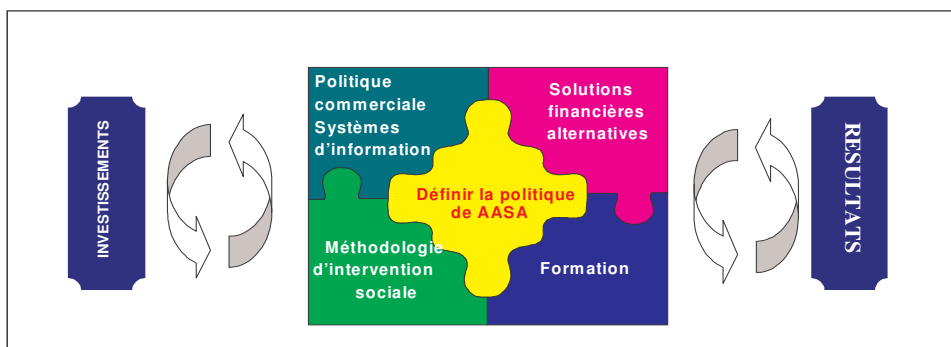 INVESTISSEMENTS
Politique
commerciale
Systèmes
d'information
Solutions
financières
alternatives
Définir la politique
de AASA
Méthodologie
d'intervention
sociale
Formation
RESULTATS